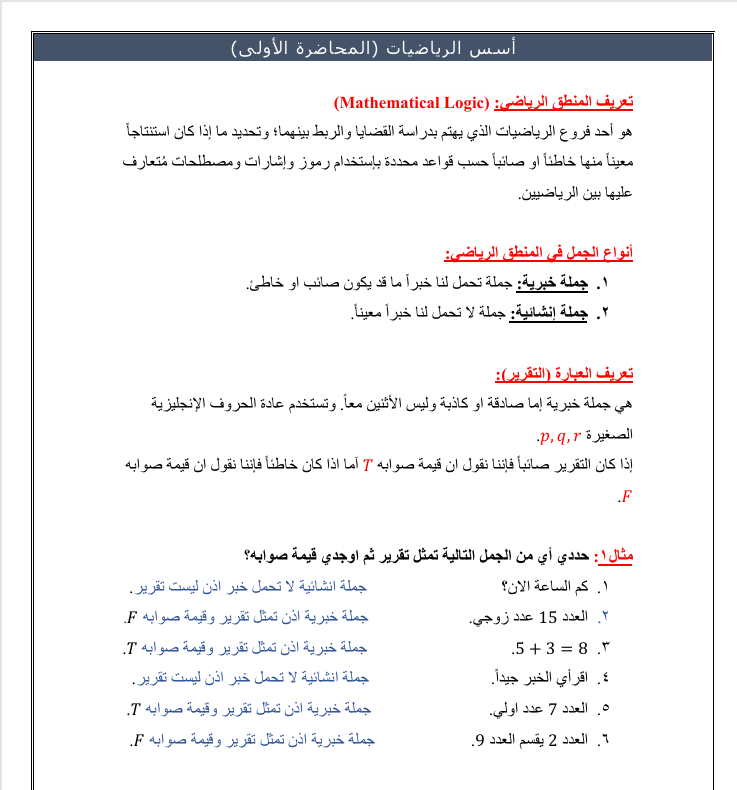 أسس الرياضيات (المحاضرة الأولى)
تعريف المنطق الرياضي: (Mathematical Logic)
هو أحد فروع الرياضيات الذي يهتم بدراسة القضايا والربط بينهما؛ وتحديد ما إذا كان استنتاجاً
معيناً منها خاطئاً او صائباً حسب قواعد محددة بإستخدام رموز وإشارات ومصطلحات مُتعارف
عليها بين الرياضيين.
أنواع الجمل في المنطق الرياضي:
١. جملة خبرية: جملة تحمل لنا خبراً ما قد يكون صائب او خاطئ.
٢. جملة إنشائية: جملة لا تحمل لنا خبراً معيناً.
تعريف العبارة (التقرير):
هي جملة خبرية إما صادقة او كاذبة وليس الأثنين معاً. وتستخدم عادة الحروف الإنجليزية
الصغيرة p, q, r.
إذا كان التقرير صائباً فإننا نقول ان قيمة صوابه T آما اذا كان خاطئاً فإننا نقول ان قيمة صوابه
F.
مثال١: حددي أي من الجمل التالية تمثل تقرير ثم اوجدي قيمة صوابه؟
١. كم الساعة الان؟ جملة انشائية لا تحمل خبر اذن ليست تقرير.
٢. العدد 15 عدد زوجي. جملة خبرية اذن تمثل تقرير وقيمة صوابه F.
٣. 5 + 3 = 8. جملة خبرية اذن تمثل تقرير وقيمة صوابه T.
٤. اقرأي الخبر جيداً. جملة انشائية لا تحمل خبر اذن ليست تقرير.
٥. العدد 7 عدد اولي. جملة خبرية اذن تمثل تقرير وقيمة صوابه T.
٦. العدد 2 يقسم العدد 9. جملة خبرية اذن تمثل تقرير وقيمة صوابه F.